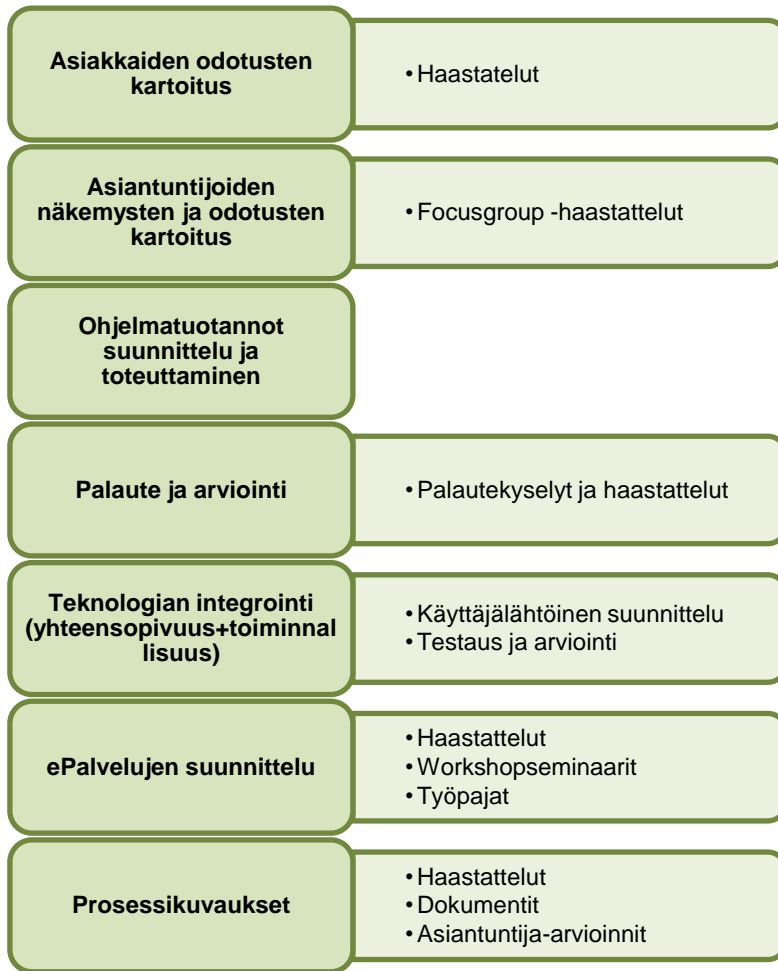 Asiakkaiden odotusten
kartoitus
• Haastatelut
Asiantuntijoiden
näkemysten ja odotusten
kartoitus
• Focusgroup -haastattelut
Ohjelmatuotannot
suunnittelu ja
toteuttaminen
Palaute ja arviointi
• Palautekyselyt ja haastattelut
Teknologian integrointi
(yhteensopivuus+toiminnal
lisuus)
• Käyttäjälähtöinen suunnittelu
• Testaus ja arviointi
ePalvelujen suunnittelu
• Haastattelut
• Workshopseminaarit
• Työpajat
Prosessikuvaukset
• Haastattelut
• Dokumentit
• Asiantuntija-arvioinnit